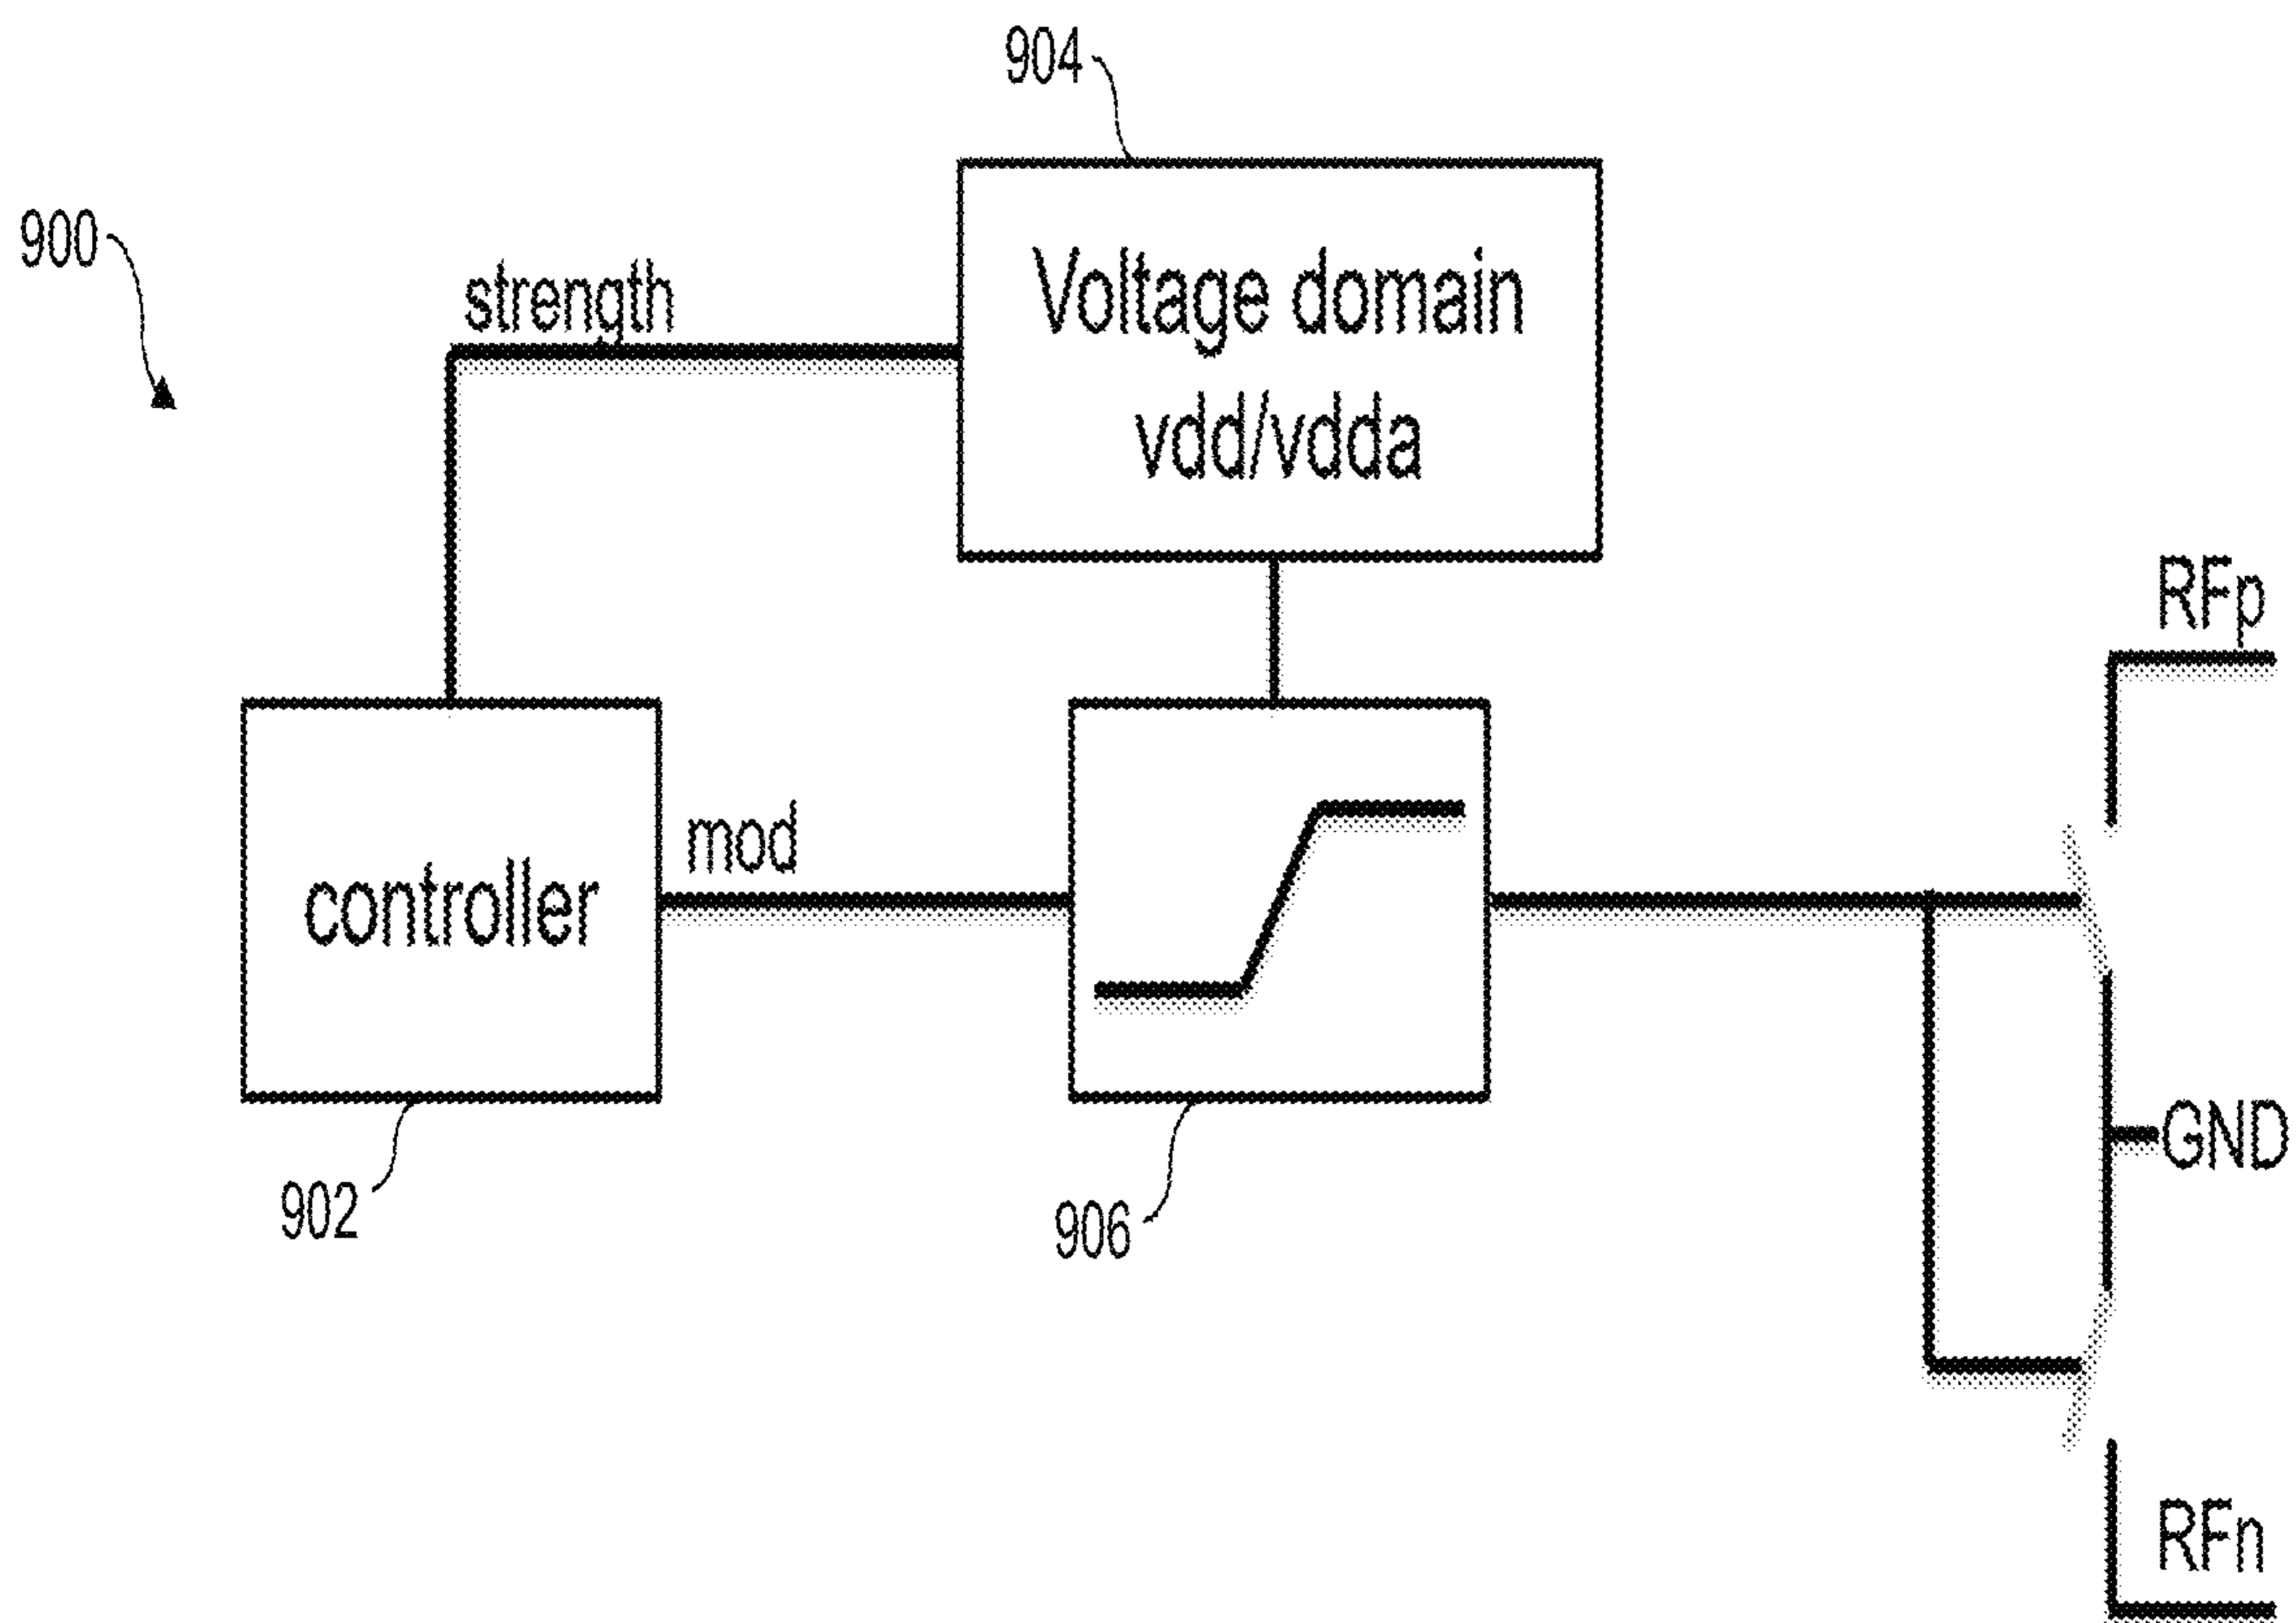 904
900
strength
Voltage domain
vdd/vdda
RFp
mod
controller
GND
902
906
RFn